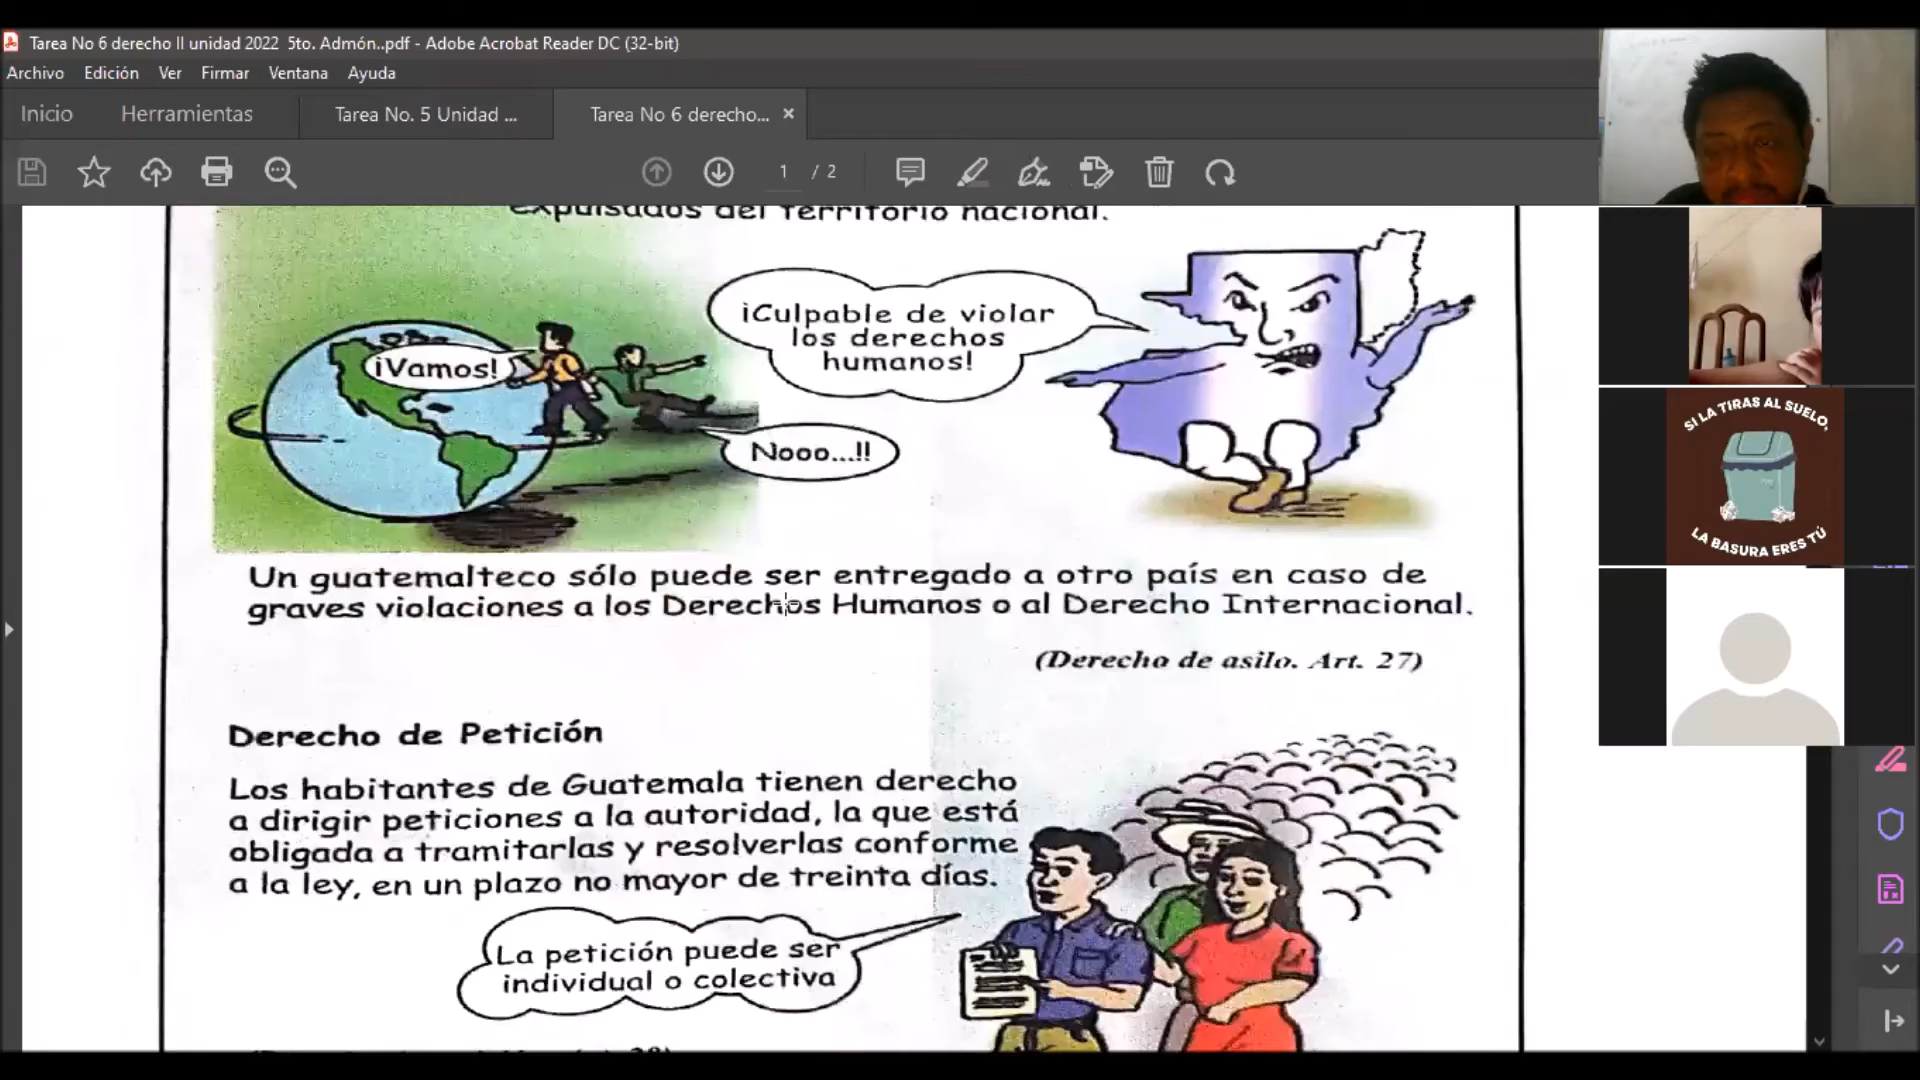 Tarea No 6 derecho II unidad 2022 5to. Admón..pdf - Adobe Acrobat Reader DC (32-bit)
Archivo Edición Ver Firmar Ventana Ayuda
Inicio Herramientas Tarea No. 5 Unidad ... Tarea No 6 derecho...
1 / 2
expulsados del territorio nacional.
¡Culpable de violar
los derechos
humanos!
¡Vamos!
Nooo...!!
Un guatemalteco sólo puede ser entregado a otro país en caso de
graves violaciones a los Derechos Humanos o al Derecho Internacional.
(Derecho de asilo. Art. 27)
Derecho de Petición
Los habitantes de Guatemala tienen derecho
a dirigir peticiones a la autoridad, la que está
obligada a tramitarlas y resolverlas conforme
a la ley, en un plazo no mayor de treinta días.
La petición puede ser
individual o colectiva
SI LA TIRAS AL SUELO,
LA BASURA ERES TÚ